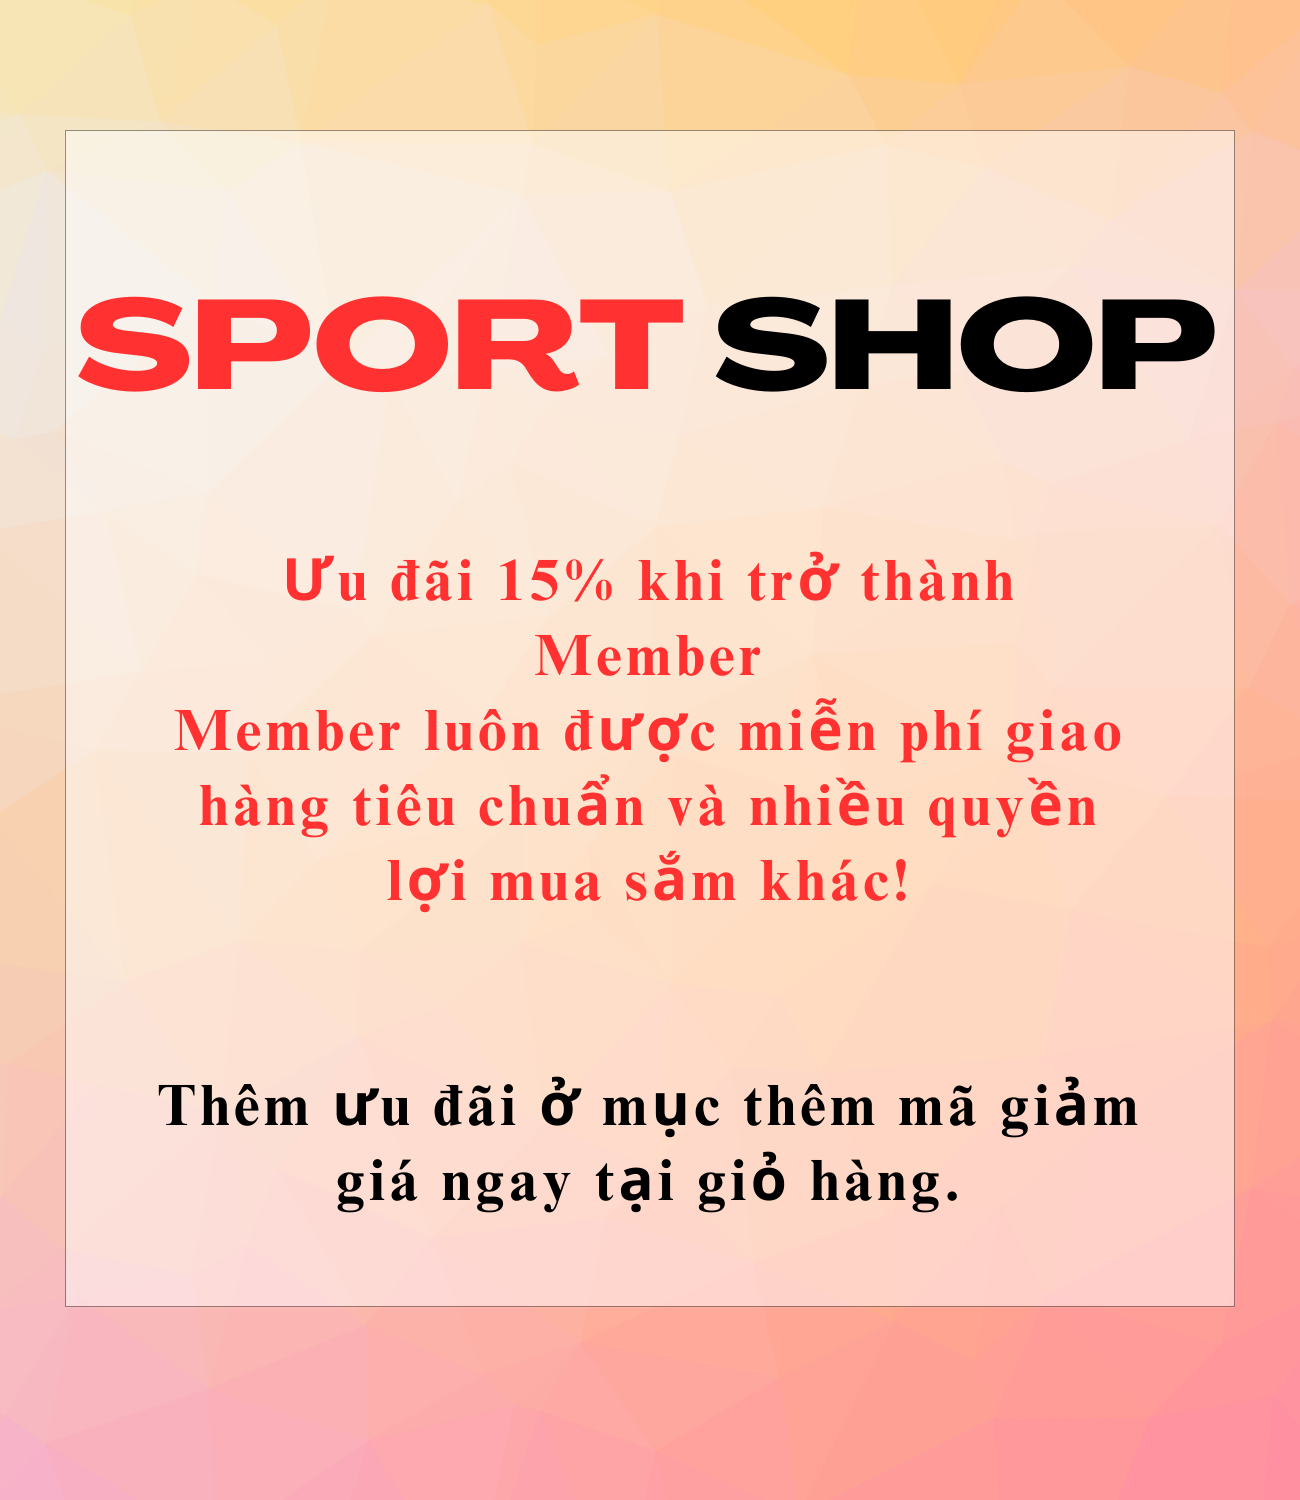 SPORT SHOP
Ưu đãi 15% khi trở thành
Member
Member luôn được miễn phí giao
hàng tiêu chuẩn và nhiều quyền
lợi mua sắm khác!
Thêm ưu đãi ở mục thêm mã giảm
giá ngay tại giỏ hàng.